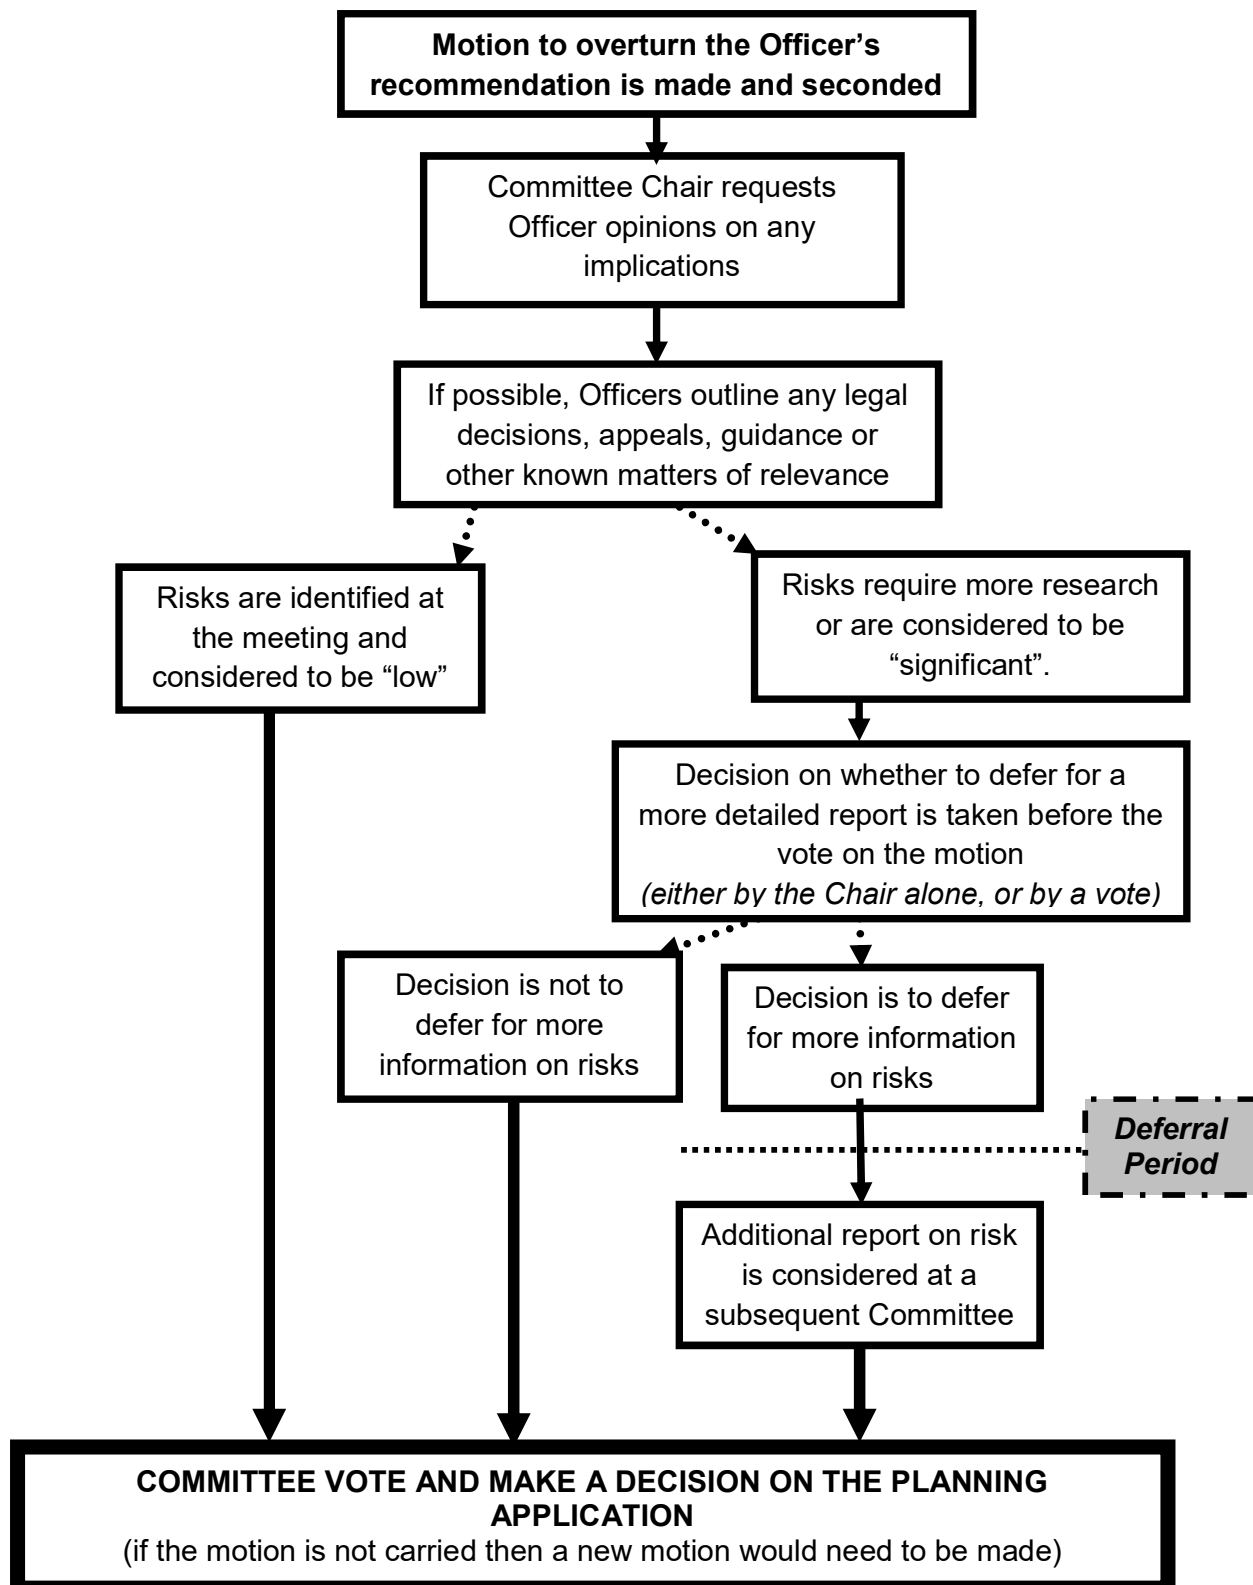 Motion to overturn the Officer’s
recommendation is made and seconded
Committee Chair requests
Officer opinions on any
implications
If possible, Officers outline any legal
decisions, appeals, guidance or
other known matters of relevance
Risks are identified at
the meeting and
considered to be “low”
Risks require more research
or are considered to be
“significant”.
Decision on whether to defer for a
more detailed report is taken before the
vote on the motion
(either by the Chair alone, or by a vote)
Decision is not to
defer for more
information on risks
Decision is to defer
for more information
on risks
Deferral
Period
Additional report on risk
is considered at a
subsequent Committee
COMMITTEE VOTE AND MAKE A DECISION ON THE PLANNING
APPLICATION
(if the motion is not carried then a new motion would need to be made)